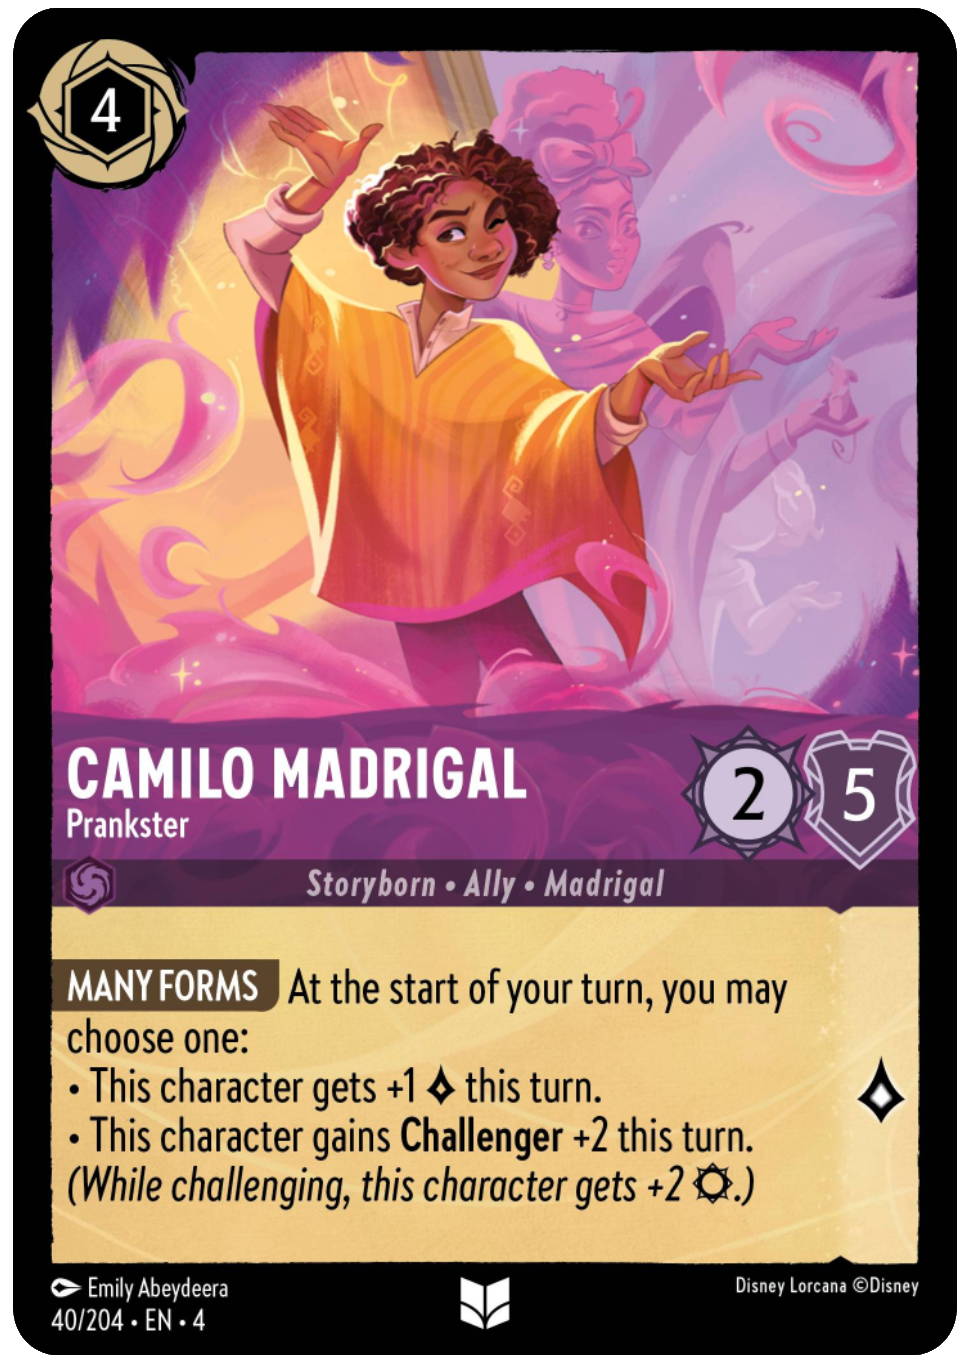 4
CAMILO MADRIGAL
Prankster
2
5
Storyborn • Ally • Madrigal
MANY FORMS At the start of your turn, you may
choose one:
• This character gets +1 this turn.
• This character gains Challenger +2 this turn.
(While challenging, this character gets +2 .)
Emily Abeydeera
Disney Lorcana ©Disney
40/204 • EN • 4